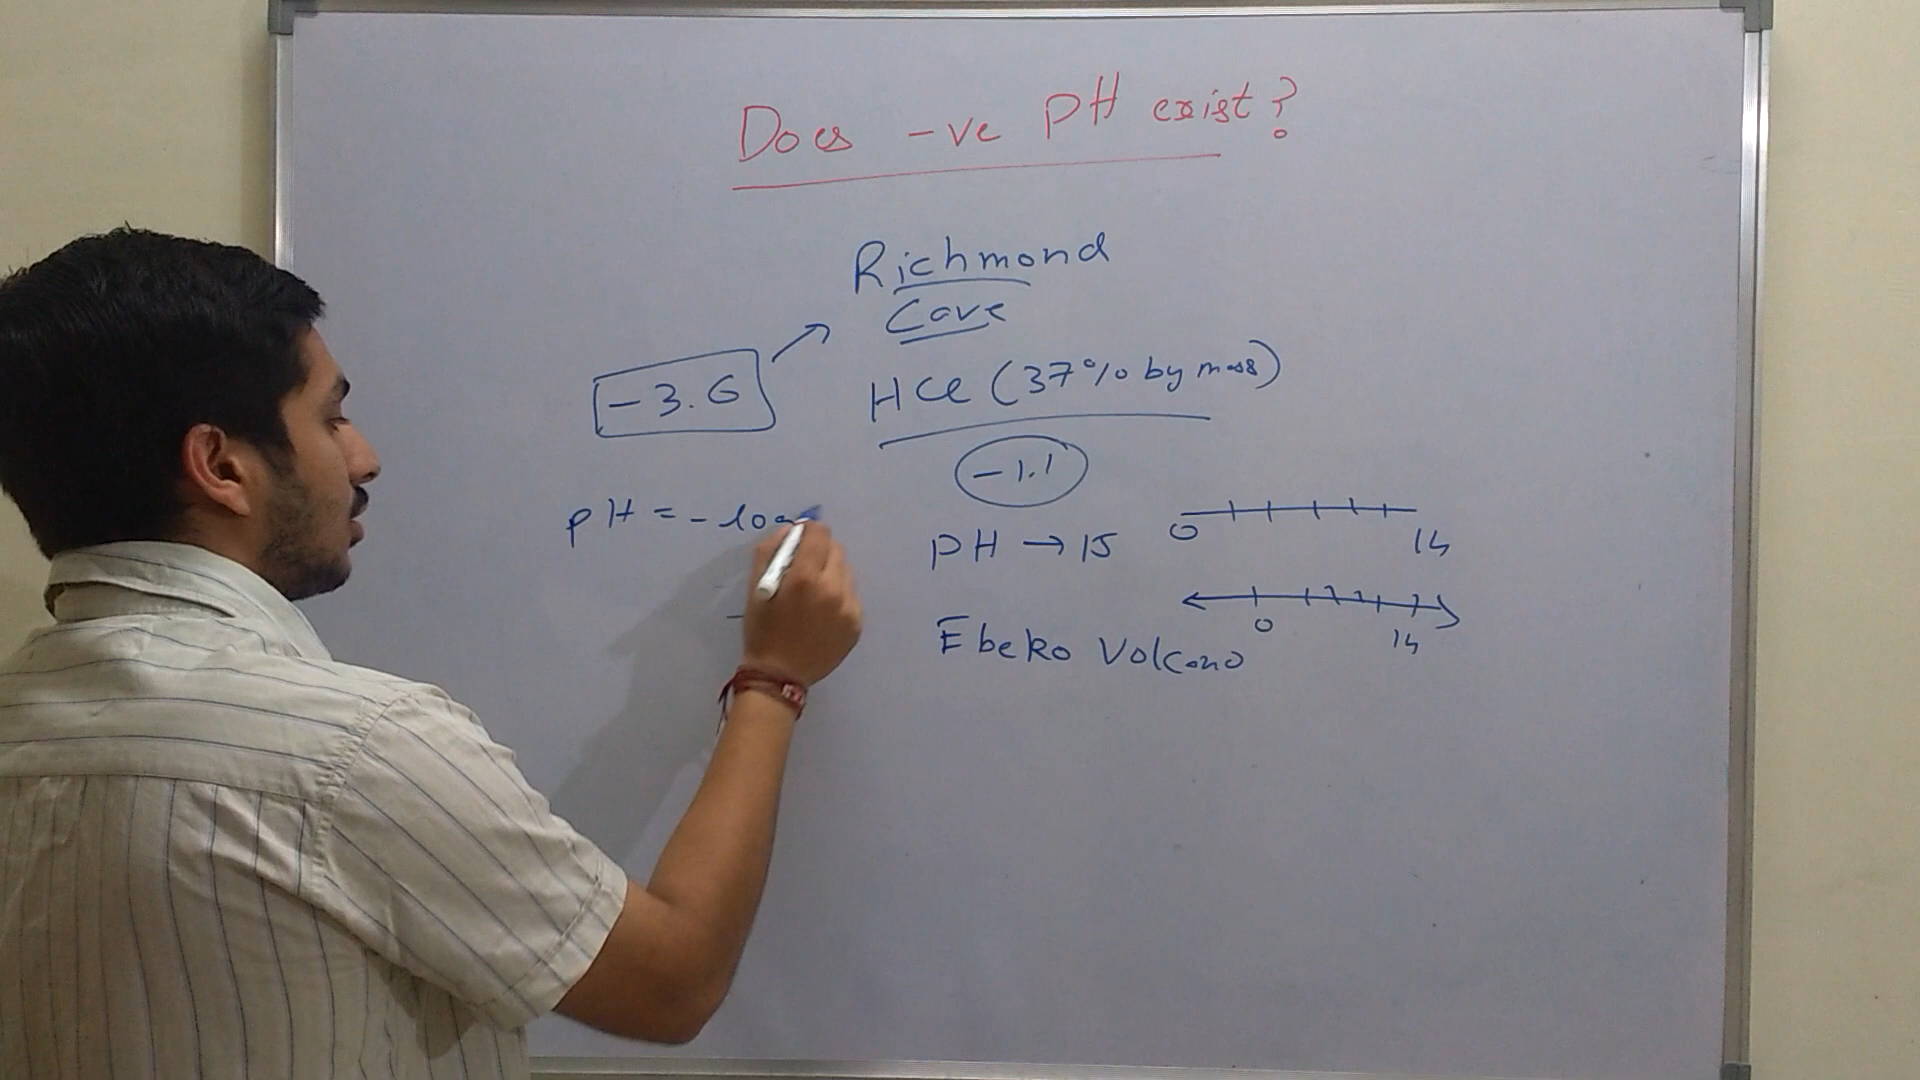 Does -ve PH exist?
Richmond
Cave
-3.6
HCl (37% by mass)
-1.1
pH = - log
PH → 15
0 14
0 14
Ebeko Volcano